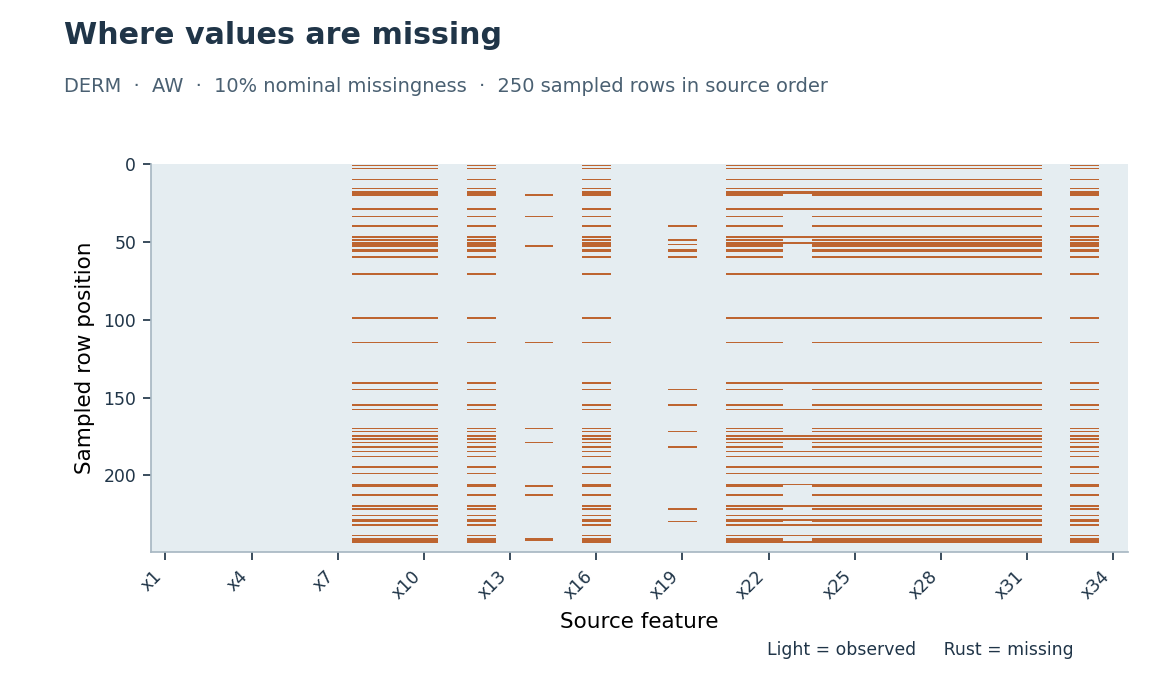 Where values are missing
DERM · AW · 10% nominal missingness · 250 sampled rows in source order
0
50
100
150
200
Sampled row position
x1 x4 x7 x10 x13 x16 x19 x22 x25 x28 x31 x34
Source feature
Light = observed Rust = missing